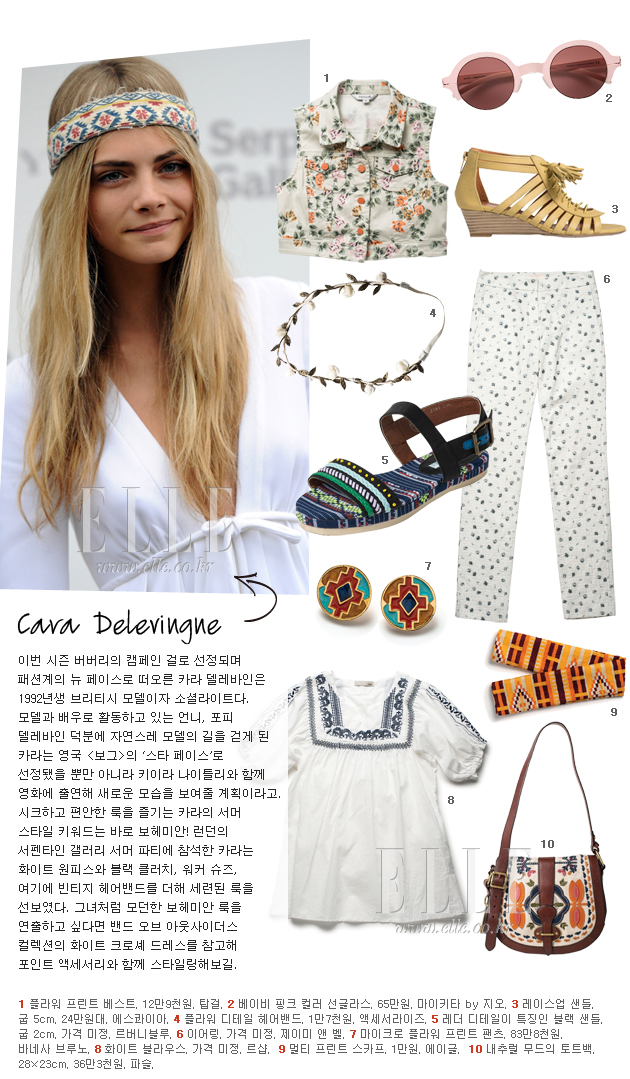 Serp
Gall
1
2
3
4
5
6
7
8
9
10
ELLE
www.elle.co.kr
Cara Delevingne
이번 시즌 버버리의 캠페인 걸로 선정되며
패션계의 뉴 페이스로 떠오른 카라 델레바인은
1992년생 브리티시 모델이자 소셜라이트다.
모델과 배우로 활동하고 있는 언니, 포피
델레바인 덕분에 자연스레 모델의 길을 걷게 된
카라는 영국 <보그>의 ‘스타 페이스’로
선정됐을 뿐만 아니라 키이라 나이틀리와 함께
영화에 출연해 새로운 모습을 보여줄 계획이라고.
시크하고 편안한 룩을 즐기는 카라의 서머
스타일 키워드는 바로 보헤미안! 런던의
서펜타인 갤러리 서머 파티에 참석한 카라는
화이트 원피스와 블랙 클러치, 워커 슈즈,
여기에 빈티지 헤어밴드를 더해 세련된 룩을
선보였다. 그녀처럼 모던한 보헤미안 룩을
연출하고 싶다면 밴드 오브 아웃사이더스
컬렉션의 화이트 크로셰 드레스를 참고해
포인트 액세서리와 함께 스타일링해보길.
ELLE
www.elle.co.kr
1 플라워 프린트 베스트, 12만9천원, 탑걸, 2 베이비 핑크 컬러 선글라스, 65만원, 마이키타 by 지오, 3 레이스업 샌들,
굽 5cm, 24만원대, 에스콰이아, 4 플라워 디테일 헤어밴드, 1만7천원, 액세서라이즈, 5 레더 디테일이 특징인 블랙 샌들,
굽 2cm, 가격 미정, 르버니블루, 6 이어링, 가격 미정, 제이미 앤 벨, 7 마이크로 플라워 프린트 팬츠, 83만8천원,
바네사 브루노, 8 화이트 블라우스, 가격 미정, 르샵, 9 멀티 프린트 스카프, 1만원, 에이글, 10 내추럴 무드의 토트백,
28×23cm, 36만3천원, 파슬,